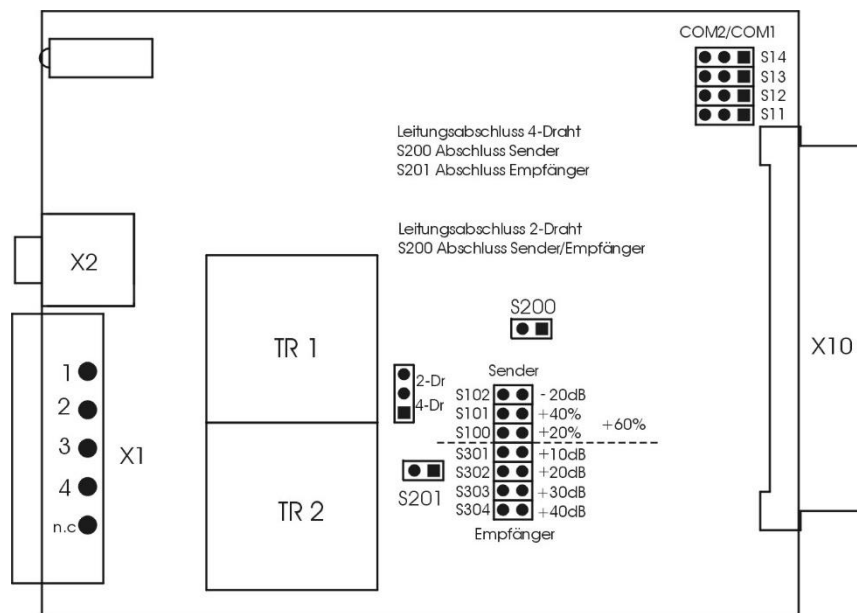 COM2/COM1
S14
S13
S12
S11
Leitungsabschluss 4-Draht
S200 Abschluss Sender
S201 Abschluss Empfänger
Leitungsabschluss 2-Draht
S200 Abschluss Sender/Empfänger
X2
S200
TR 1
X10
1
2
3
4
n.c
X1
2-Dr
4-Dr
Sender
S102 - 20dB
S101 +40%
S100 +20% +60%
S301 +10dB
S302 +20dB
S303 +30dB
S304 +40dB
Empfänger
S201
TR 2